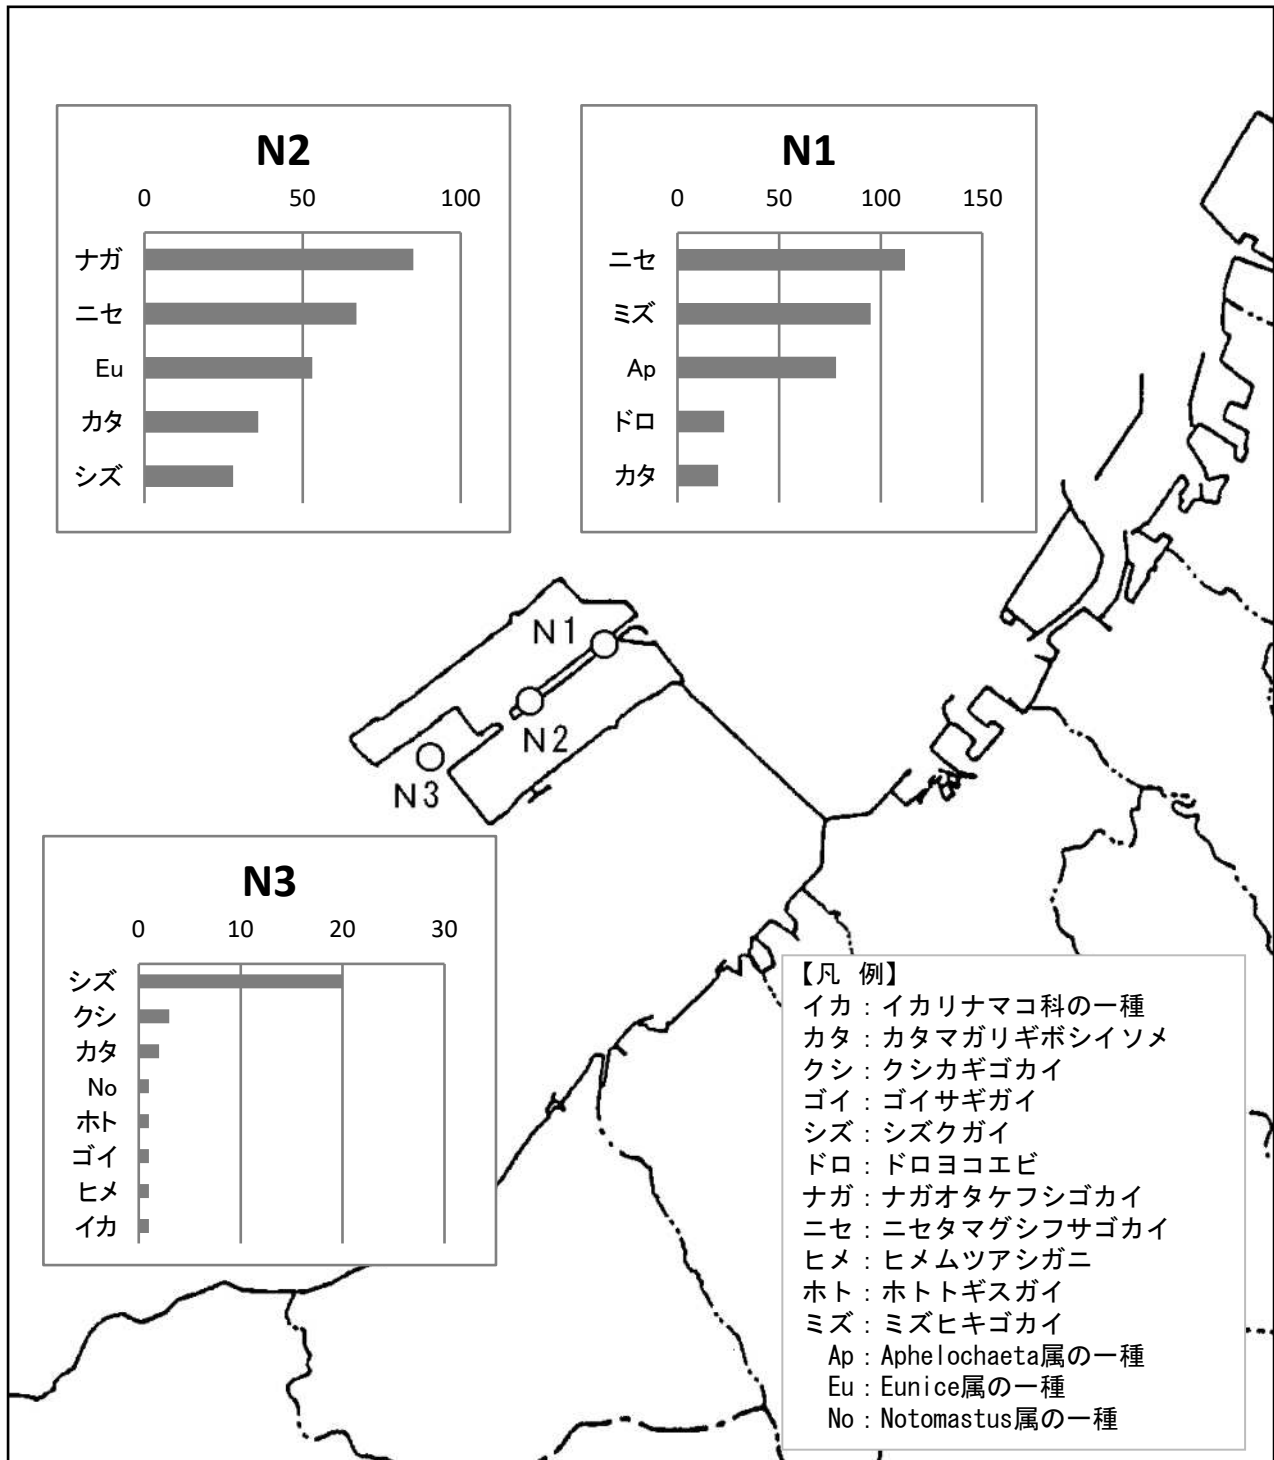 N2
0 50 100
ナガ
ニセ
Eu
カタ
シズ
N1
0 50 100 150
ニセ
ミズ
Ap
ドロ
カタ
N1
N2
N3
N3
0 10 20 30
シズ
クシ
カタ
No
ホト
ゴイ
ヒメ
イカ
【凡 例】
イカ：イカリナマコ科の一種
カタ：カタマガリギボシイソメ
クシ：クシカギゴカイ
ゴイ：ゴイサギガイ
シズ：シズクガイ
ドロ：ドロヨコエビ
ナガ：ナガオタケフシゴカイ
ニセ：ニセタマグシフサゴカイ
ヒメ：ヒメムツアシガニ
ホト：ホトトギスガイ
ミズ：ミズヒキゴカイ
Ap：Aphelochaeta属の一種
Eu：Eunice属の一種
No：Notomastus属の一種